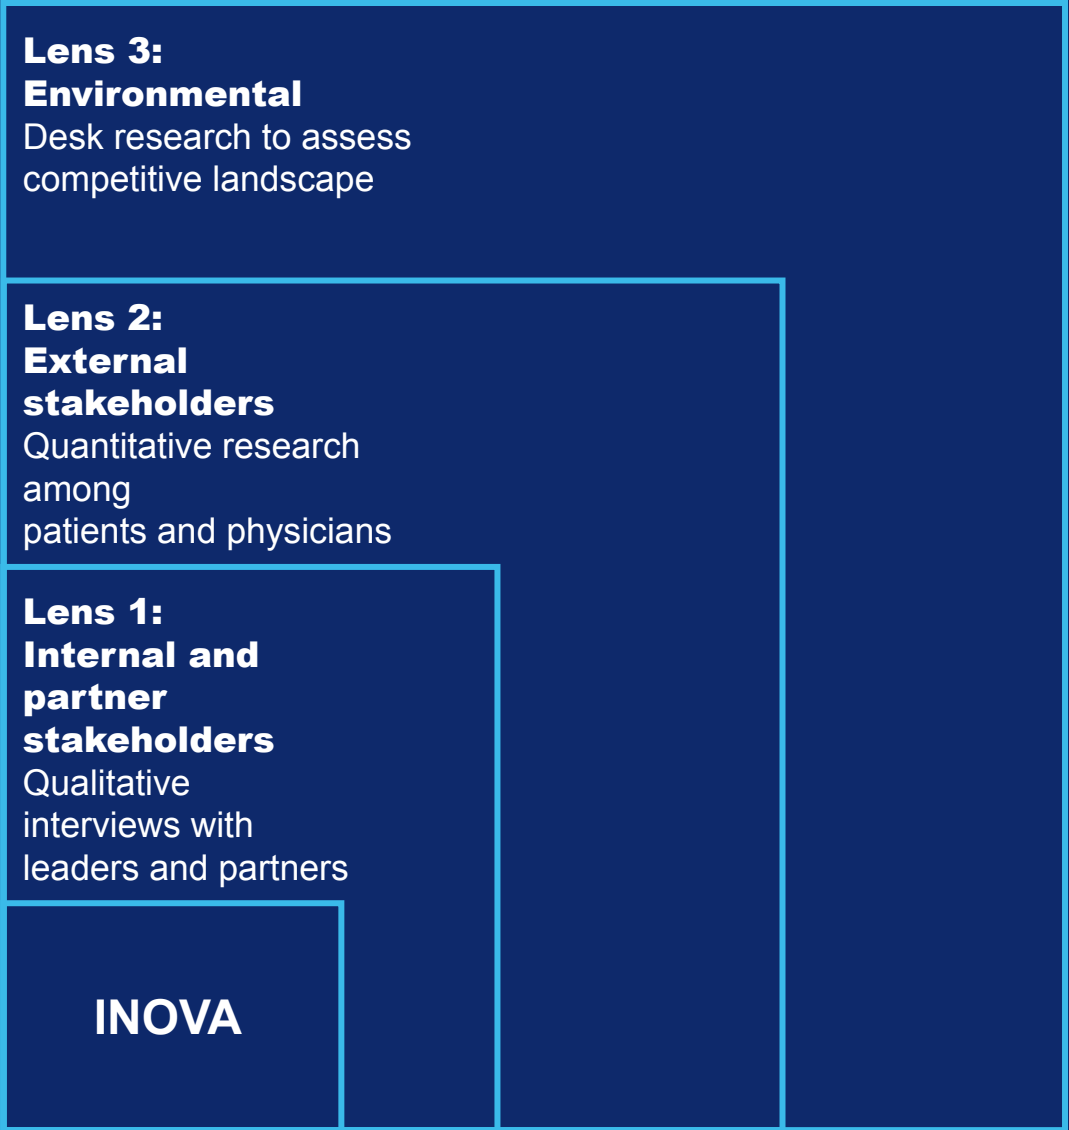 Lens 3:
Environmental
Desk research to assess
competitive landscape
Lens 2:
External
stakeholders
Quantitative research
among
patients and physicians
Lens 1:
Internal and
partner
stakeholders
Qualitative
interviews with
leaders and partners
INOVA